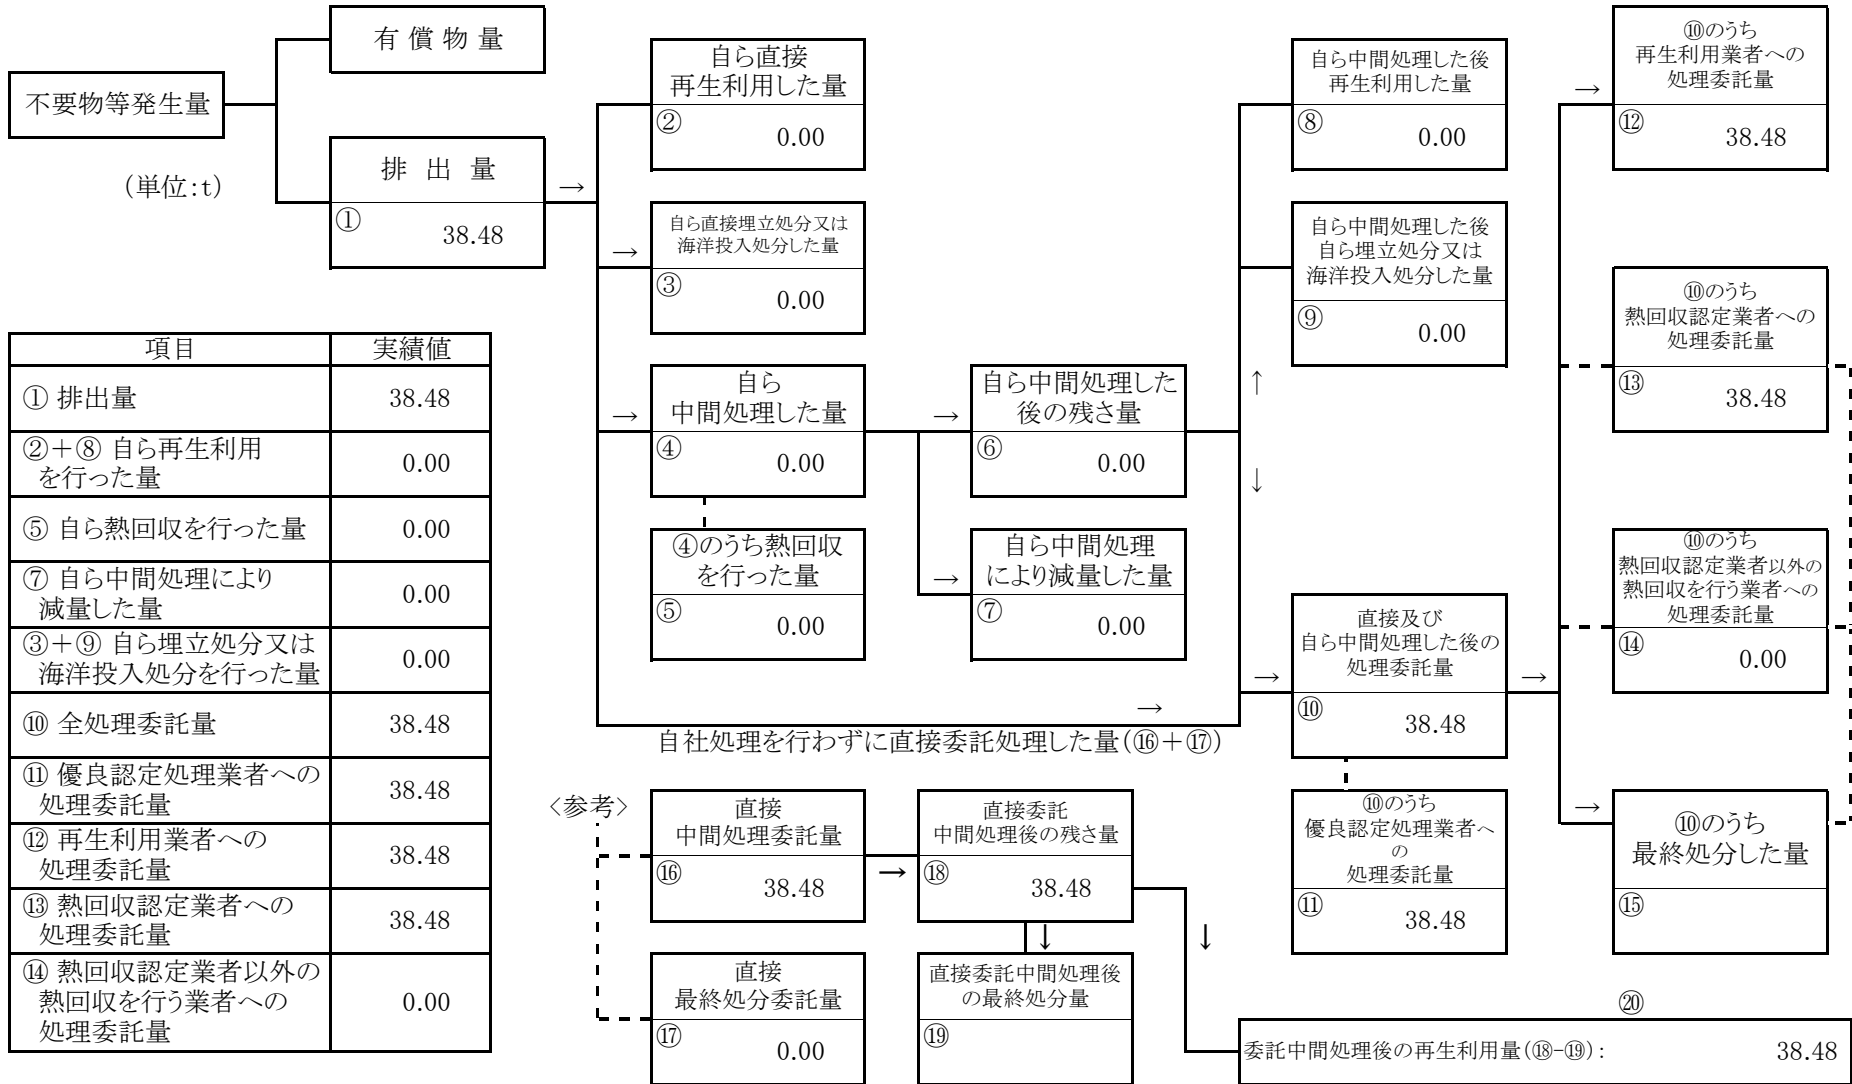 有 償 物 量
不要物等発生量
(単位:t)
排 出 量
①
38.48
→
自ら直接
再生利用した量
②
0.00
→
自ら直接埋立処分又は
海洋投入処分した量
③
0.00
→
自ら
中間処理した量
④
0.00
④のうち熱回収
を行った量
⑤
0.00
→
自ら中間処理した
後の残さ量
⑥
0.00
→
自ら中間処理
により減量した量
⑦
0.00
自ら中間処理した後
再生利用した量
⑧
0.00
自ら中間処理した後
自ら埋立処分又は
海洋投入処分した量
⑨
0.00
↑
↓
→
直接及び
自ら中間処理した後の
処理委託量
⑩
38.48
→
⑩のうち
優良認定処理業者へ
の
処理委託量
⑪
38.48
→
⑩のうち
再生利用業者への
処理委託量
⑫
38.48
⑩のうち
熱回収認定業者への
処理委託量
⑬
38.48
⑩のうち
熱回収認定業者以外の
熱回収を行う業者への
処理委託量
⑭
0.00
→
⑩のうち
最終処分した量
⑮
→
自社処理を行わずに直接委託処理した量(⑯+⑰)
<参考>
直接
中間処理委託量
⑯
38.48
→
直接委託
中間処理後の残さ量
⑱
38.48
↓
↓
直接
最終処分委託量
⑰
0.00
直接委託中間処理後
の最終処分量
⑲
⑳
委託中間処理後の再生利用量(⑱-⑲): 38.48
項目 実績値
① 排出量 38.48
②+⑧ 自ら再生利用
を行った量 0.00
⑤ 自ら熱回収を行った量 0.00
⑦ 自ら中間処理により
減量した量 0.00
③+⑨ 自ら埋立処分又は
海洋投入処分を行った量 0.00
⑩ 全処理委託量 38.48
⑪ 優良認定処理業者への
処理委託量 38.48
⑫ 再生利用業者への
処理委託量 38.48
⑬ 熱回収認定業者への
処理委託量 38.48
⑭ 熱回収認定業者以外の
熱回収を行う業者への
処理委託量 0.00